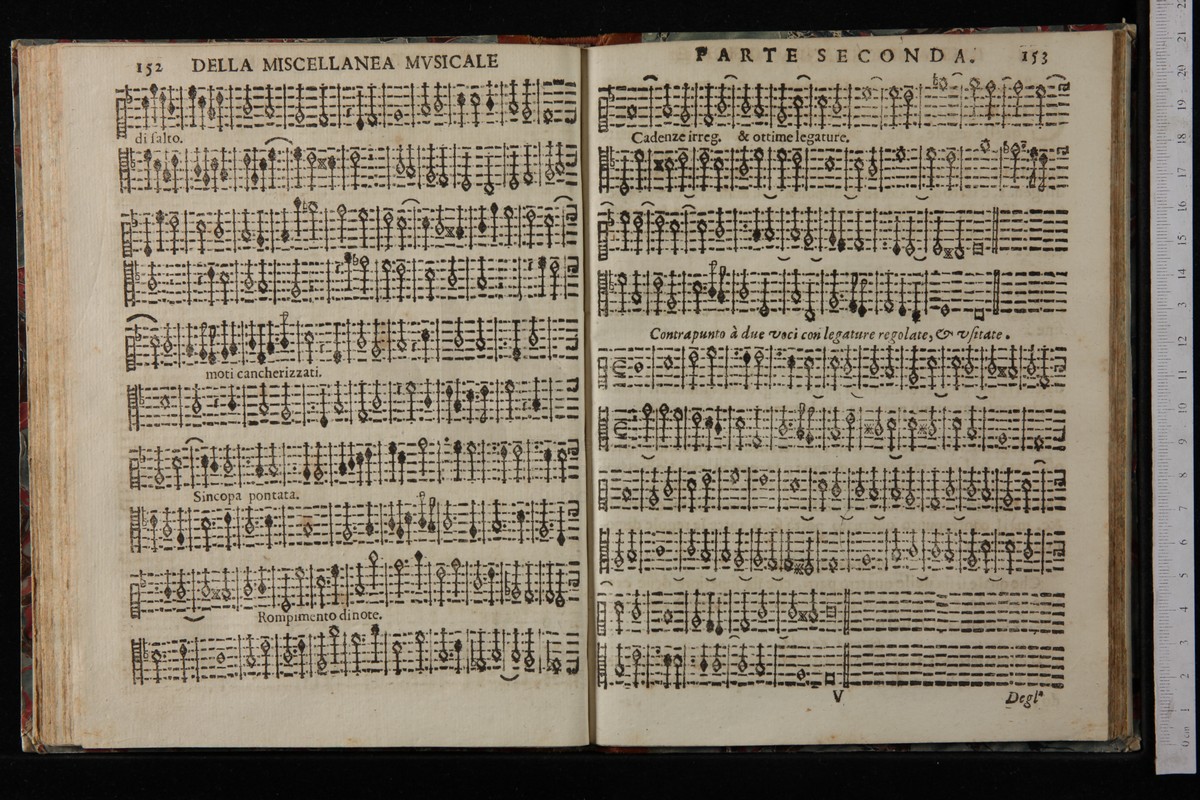 152 DELLA MISCELLANEA MVSICALE
di salto.
moti cancherizzati.
Sincopa pontata.
Rompimento di note.
PARTE SECONDA. 153
Cadenze irreg. & ottime legature.
Contrapunto à due voci con legature regolate, & vsitate.
V
Degl'